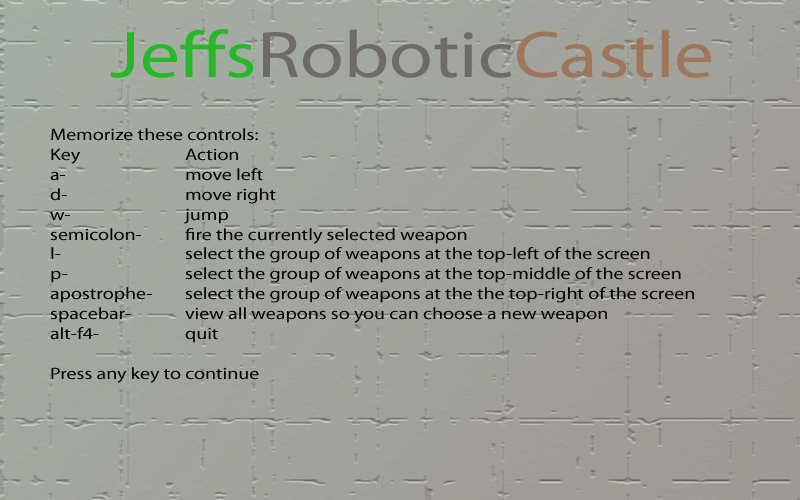 JeffsRoboticCastle
Memorize these controls:
Key Action
a- move left
d- move right
w- jump
semicolon- fire the currently selected weapon
l- select the group of weapons at the top-left of the screen
p- select the group of weapons at the top-middle of the screen
apostrophe- select the group of weapons at the the top-right of the screen
spacebar- view all weapons so you can choose a new weapon
alt-f4- quit
Press any key to continue